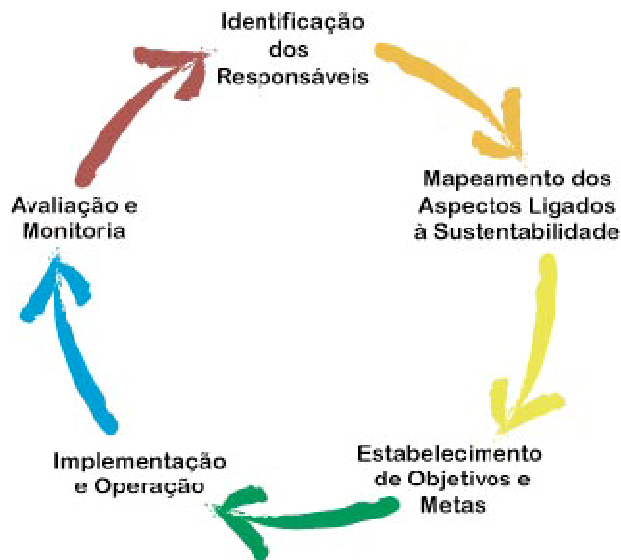 Identificação
dos
Responsáveis
Mapeamento dos
Aspectos Ligados
à Sustentabilidade
Estabelecimento
de Objetivos e
Metas
Implementação
e Operação
Avaliação e
Monitoria